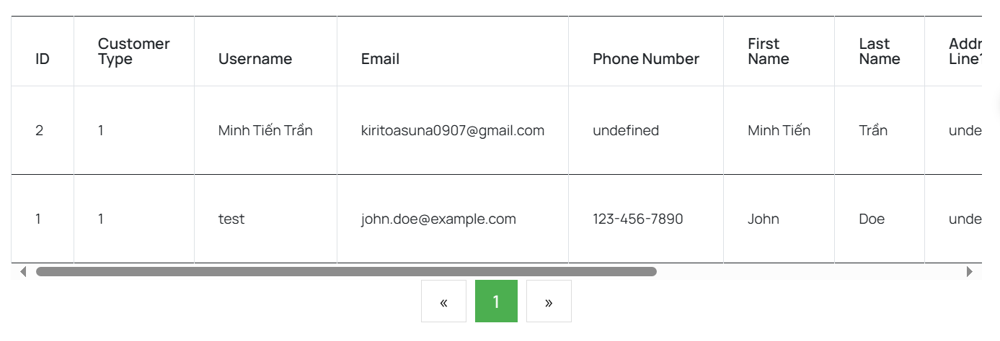 ID Customer Type Username Email Phone Number First Name Last Name Addr Line
2 1 Minh Tiến Trần kiritoasuna0907@gmail.com undefined Minh Tiến Trần unde
1 1 test john.doe@example.com 123-456-7890 John Doe unde
« 1 »